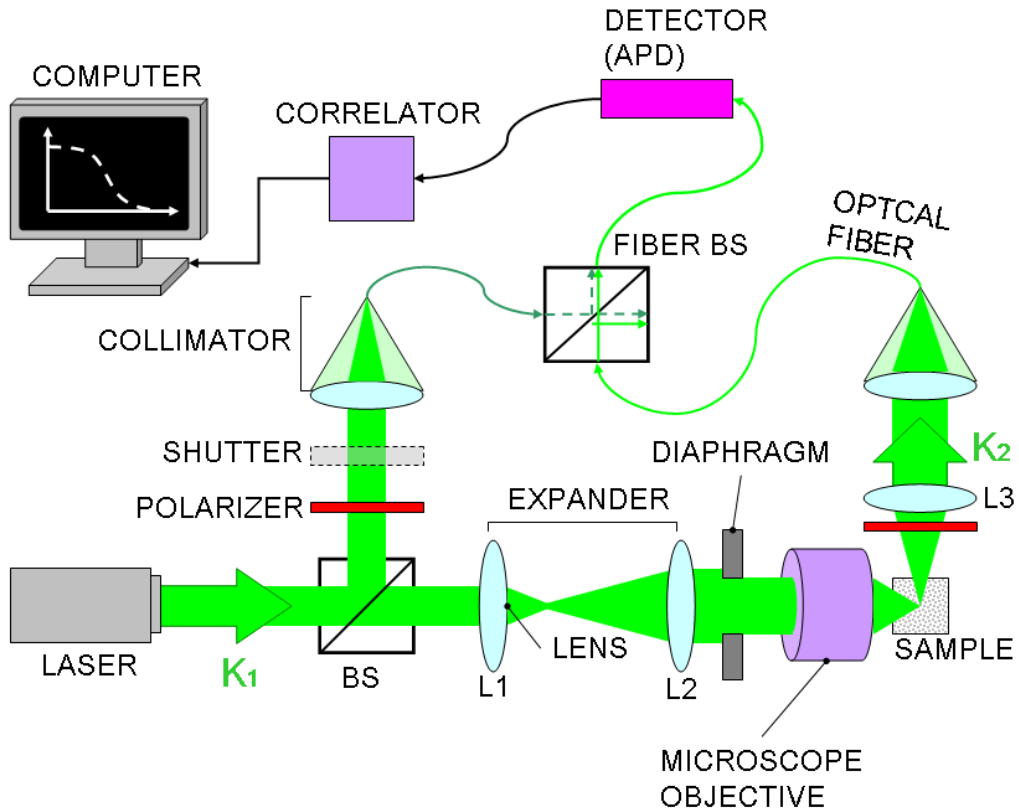 DETECTOR
(APD)
COMPUTER
CORRELATOR
OPTCAL
FIBER
FIBER BS
COLLIMATOR
SHUTTER
DIAPHRAGM
K2
POLARIZER
EXPANDER
L3
LASER
K1
BS
L1
LENS
L2
SAMPLE
MICROSCOPE
OBJECTIVE